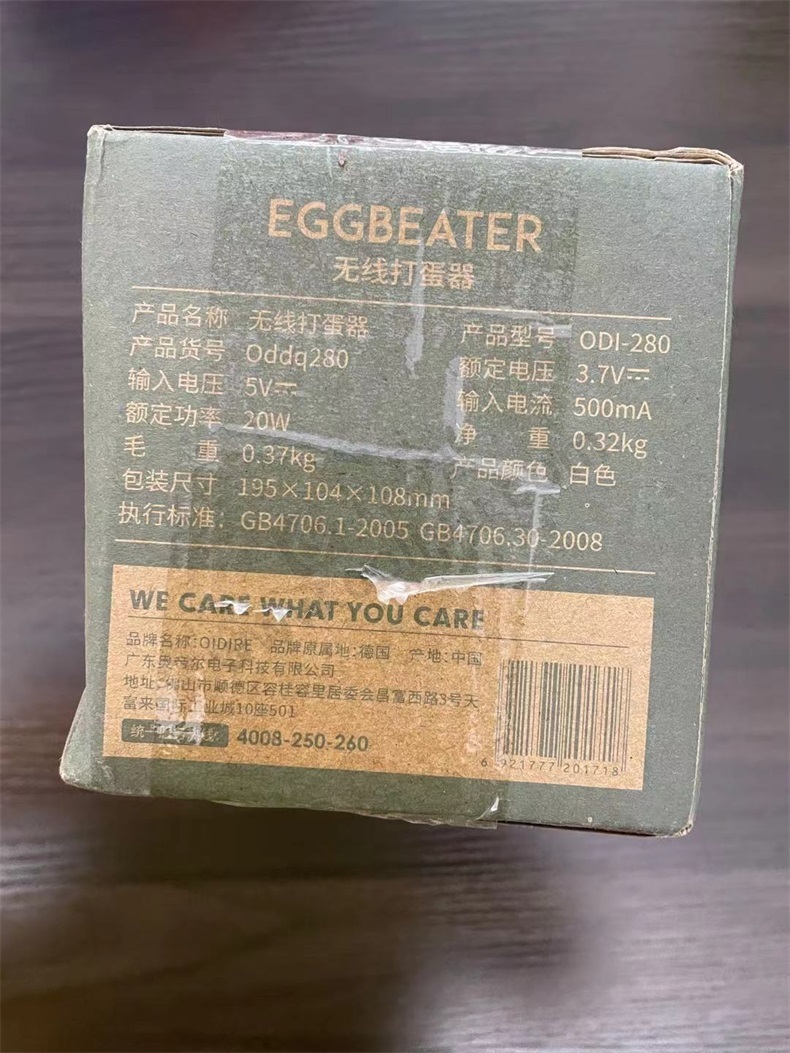 EGGBEATER
无线打蛋器
产品名称 无线打蛋器 产品型号 ODI-280
产品货号 Oddq280 额定电压 3.7V⎓
输入电压 5V⎓ 输入电流 500mA
额定功率 20W 净 重 0.32kg
毛 重 0.37kg 产品颜色 白色
包装尺寸 195×104×108mm
执行标准：GB4706.1-2005 GB4706.30-2008
WE CARE WHAT YOU CARE
品牌名称:OIDIRE 品牌原属地:德国 产地:中国
广东奥蒂尔电子科技有限公司
地址:佛山市顺德区容桂容里居委会昌富西路3号天
富来国际工业城10座501
统一 4008-250-260
6 921777 201718